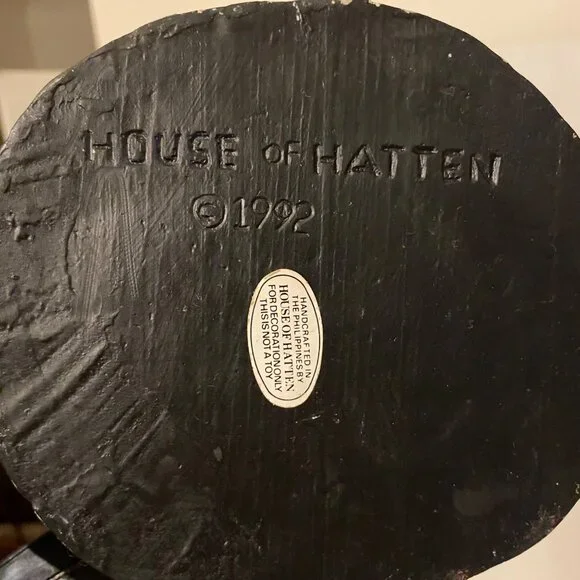 HOUSE OF HATTEN
©1992
HANDCRAFTED IN
THE PHILIPPINES BY
HOUSE OF HATTEN
FOR DECORATION ONLY
THIS IS NOT A TOY